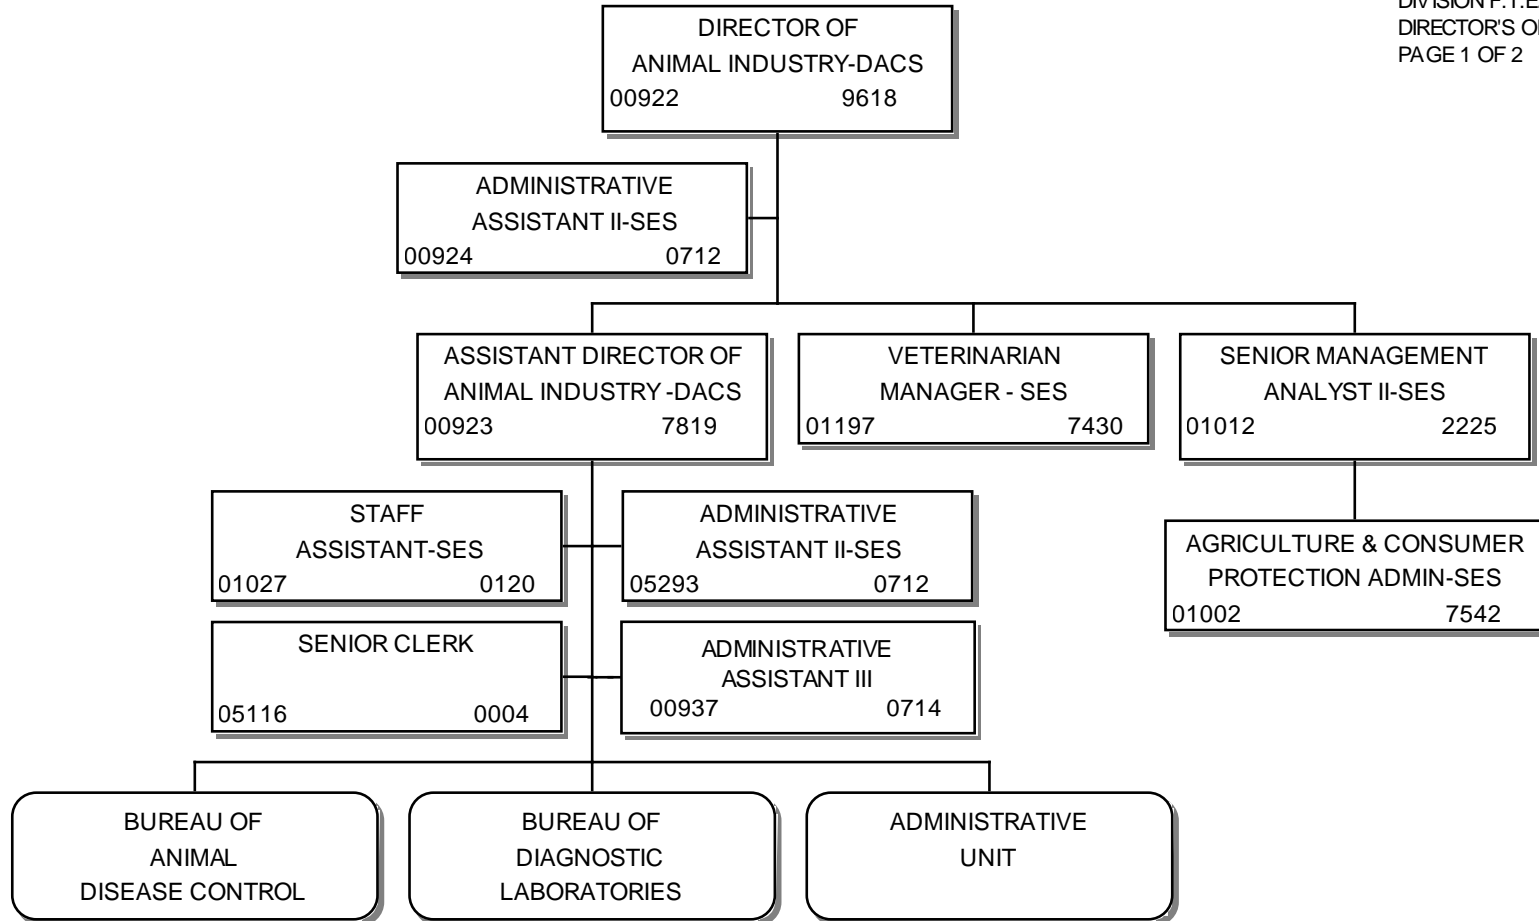 DIRECTOR'S
PAGE 1 OF 2
DIRECTOR OF
ANIMAL INDUSTRY-DACS
00922 9618
ADMINISTRATIVE
ASSISTANT II-SES
00924 0712
ASSISTANT DIRECTOR OF
ANIMAL INDUSTRY -DACS
00923 7819
VETERINARIAN
MANAGER - SES
01197 7430
SENIOR MANAGEMENT
ANALYST II-SES
01012 2225
STAFF
ASSISTANT-SES
01027 0120
ADMINISTRATIVE
ASSISTANT II-SES
05293 0712
AGRICULTURE & CONSUMER
PROTECTION ADMIN-SES
01002 7542
SENIOR CLERK
05116 0004
ADMINISTRATIVE
ASSISTANT III
00937 0714
BUREAU OF
ANIMAL
DISEASE CONTROL
BUREAU OF
DIAGNOSTIC
LABORATORIES
ADMINISTRATIVE
UNIT